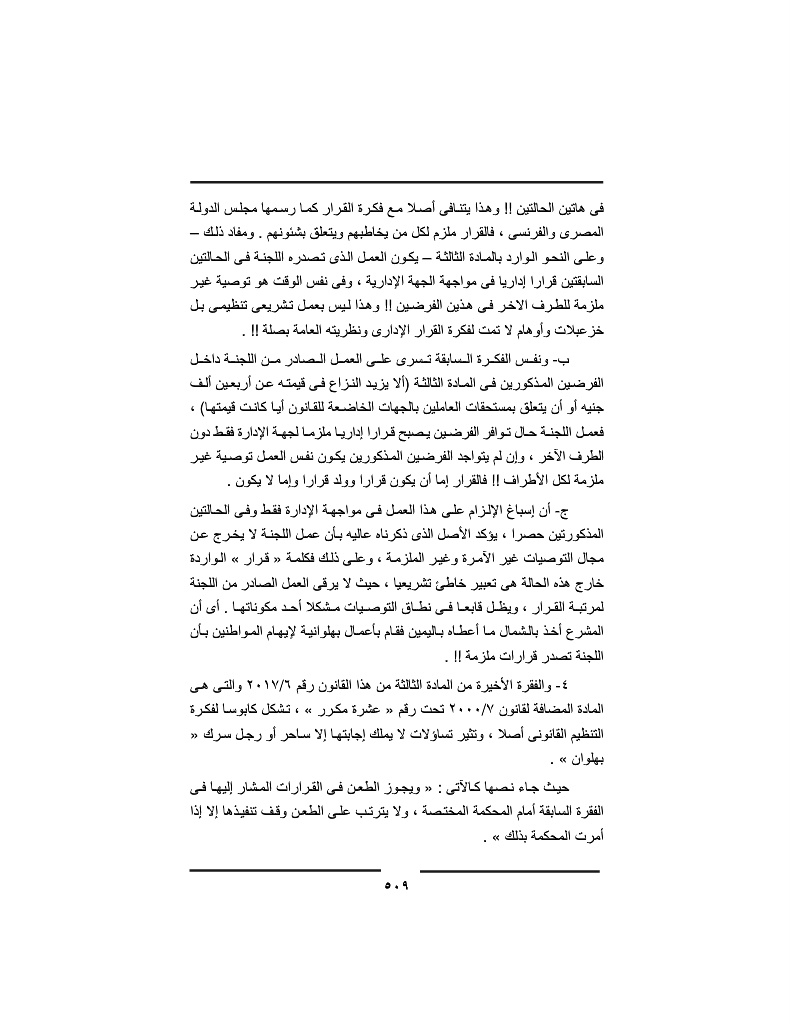 فى هاتين الحالتين !! وهذا يتنافى أصلا مع فكرة القرار كما رسمها مجلس الدولة
المصرى والفرنسى ، فالقرار ملزم لكل من يخاطبهم ويتعلق بشئونهم . ومفاد ذلك –
وعلى النحو الوارد بالمادة الثالثة – يكون العمل الذى تصدره اللجنة فى الحالتين
السابقتين قرارا إداريا فى مواجهة الجهة الإدارية ، وفى نفس الوقت هو توصية غير
ملزمة للطرف الاخر فى هذين الفرضين !! وهذا ليس بعمل تشريعى تنظيمى بل
خزعبلات وأوهام لا تمت لفكرة القرار الإدارى ونظريته العامة بصلة !! .
ب- ونفس الفكرة السابقة تسرى على العمل الصادر من اللجنة داخل
الفرضين المذكورين فى المادة الثالثة (ألا يزيد النزاع فى قيمته عن أربعين ألف
جنيه أو أن يتعلق بمستحقات العاملين بالجهات الخاضعة للقانون أيا كانت قيمتها) ،
فعمل اللجنة حال توافر الفرضين يصبح قرارا إداريا ملزما لجهة الإدارة فقط دون
الطرف الآخر ، وإن لم يتواجد الفرضين المذكورين يكون نفس العمل توصية غير
ملزمة لكل الأطراف !! فالقرار إما أن يكون قرارا وولد قرارا وإما لا يكون .
ج- أن إسباغ الإلزام على هذا العمل فى مواجهة الإدارة فقط وفى الحالتين
المذكورتين حصرا ، يؤكد الأصل الذى ذكرناه عاليه بأن عمل اللجنة لا يخرج عن
مجال التوصيات غير الآمرة وغير الملزمة ، وعلى ذلك فكلمة « قرار » الواردة
خارج هذه الحالة هى تعبير خاطئ تشريعيا ، حيث لا يرقى العمل الصادر من اللجنة
لمرتبة القرار ، ويظل قابعا فى نطاق التوصيات مشكلا أحد مكوناتها . أى أن
المشرع أخذ بالشمال ما أعطاه باليمين فقام بأعمال بهلوانية لإيهام المواطنين بأن
اللجنة تصدر قرارات ملزمة !! .
٤- والفقرة الأخيرة من المادة الثالثة من هذا القانون رقم ٢٠١٧/٦ والتى هى
المادة المضافة لقانون ٢٠٠٠/٧ تحت رقم « عشرة مكرر » ، تشكل كابوسا لفكرة
التنظيم القانونى أصلا ، وتثير تساؤلات لا يملك إجابتها إلا ساحر أو رجل سرك «
بهلوان » .
حيث جاء نصها كالآتى : « ويجوز الطعن فى القرارات المشار إليها فى
الفقرة السابقة أمام المحكمة المختصة ، ولا يترتب على الطعن وقف تنفيذها إلا إذا
أمرت المحكمة بذلك » .
٥٠٩